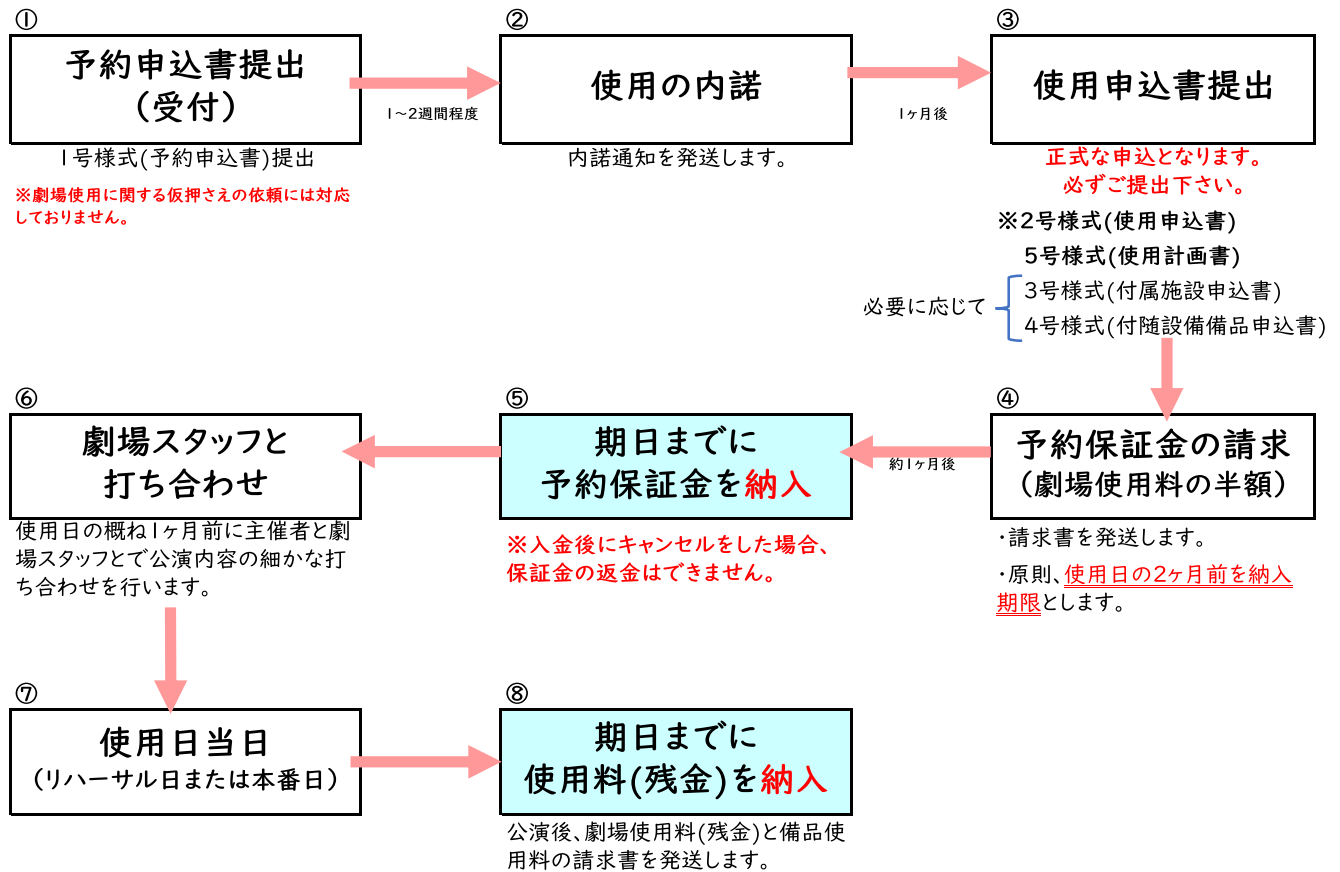 ①
予約申込書提出
（受付）
1号様式(予約申込書)提出
※劇場使用に関する仮押さえの依頼には対応
しておりません。
1～2週間程度
②
使用の内諾
内諾通知を発送します。
1ヶ月後
③
使用申込書提出
正式な申込となります。
必ずご提出下さい。
※2号様式(使用申込書)
5号様式(使用計画書)
必要に応じて
3号様式(付属施設申込書)
4号様式(付随設備備品申込書)
④
予約保証金の請求
（劇場使用料の半額）
・請求書を発送します。
・原則、使用日の2ヶ月前を納入
期限とします。
約1ヶ月後
⑤
期日までに
予約保証金を納入
※入金後にキャンセルをした場合、
保証金の返金はできません。
⑥
劇場スタッフと
打ち合わせ
使用日の概ね1ヶ月前に主催者と劇
場スタッフとで公演内容の細かな打
ち合わせを行います。
⑦
使用日当日
（リハーサル日または本番日）
⑧
期日までに
使用料(残金)を納入
公演後、劇場使用料(残金)と備品使
用料の請求書を発送します。